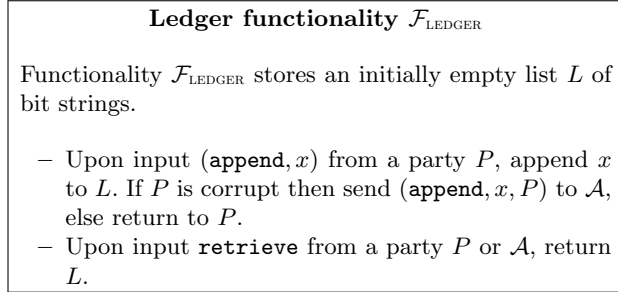 Ledger functionality 𝓕LEDGER
Functionality 𝓕LEDGER stores an initially empty list L of
bit strings.
– Upon input (append, x) from a party P, append x
to L. If P is corrupt then send (append, x, P) to 𝒜,
else return to P.
– Upon input retrieve from a party P or 𝒜, return
L.